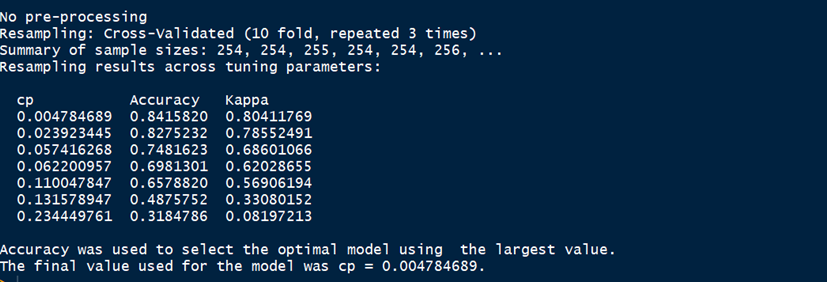 No pre-processing
Resampling: Cross-Validated (10 fold, repeated 3 times)
Summary of sample sizes: 254, 254, 255, 254, 254, 256, ...
Resampling results across tuning parameters:

  cp           Accuracy   Kappa
  0.004784689  0.8415820  0.80411769
  0.023923445  0.8275232  0.78552491
  0.057416268  0.7481623  0.68601066
  0.062200957  0.6981301  0.62028655
  0.110047847  0.6578820  0.56906194
  0.131578947  0.4875752  0.33080152
  0.234449761  0.3184786  0.08197213

Accuracy was used to select the optimal model using  the largest value.
The final value used for the model was cp = 0.004784689.